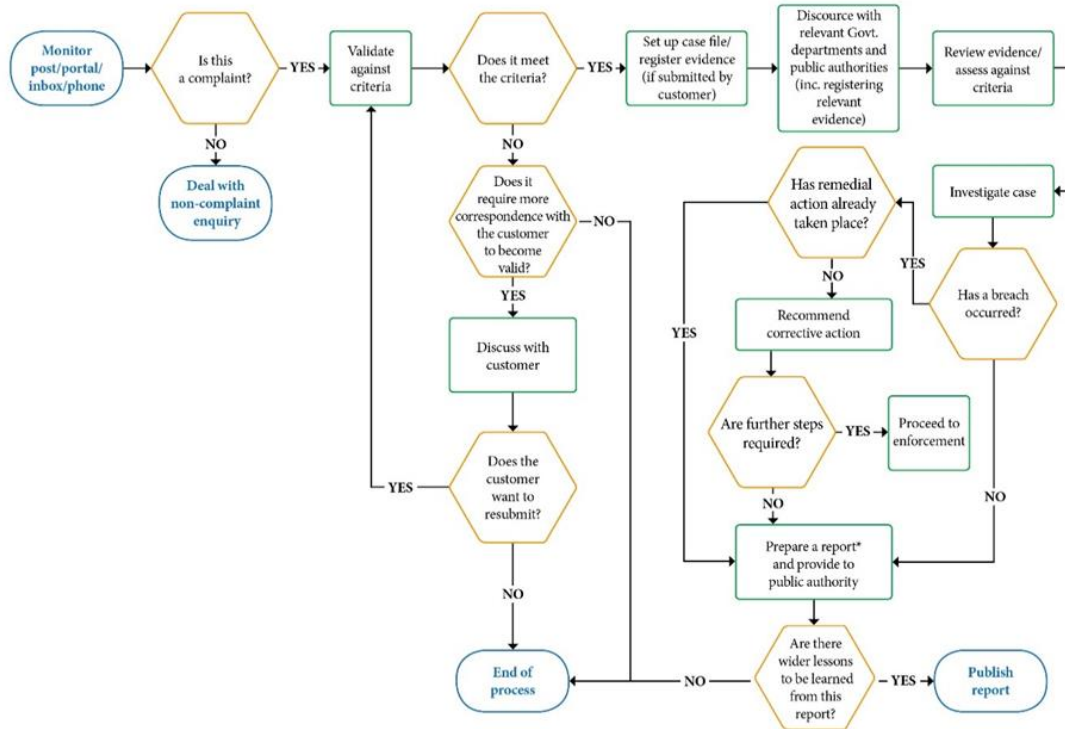 Monitor
post/portal/
inbox/phone
Is this
a complaint?
YES
Validate
against
criteria
Does it meet
the criteria?
YES
Set up case file/
register evidence
(if submitted by
customer)
Discourse with
relevant Govt.
departments and
public authorities
(inc. registering
relevant
evidence)
Review evidence/
assess against
criteria
NO
Deal with
non-complaint
enquiry
NO
Does it
require more
correspondence with
the customer
to become
valid?
NO
YES
Discuss with
customer
Does the
customer
want to
resubmit?
YES
NO
End of
process
Investigate case
Has a breach
occurred?
YES
NO
Has remedial
action already
taken place?
YES
NO
Recommend
corrective action
Are further steps
required?
YES
Proceed to
enforcement
NO
Prepare a report*
and provide to
public authority
Are there
wider lessons
to be learned
from this
report?
NO
YES
Publish
report